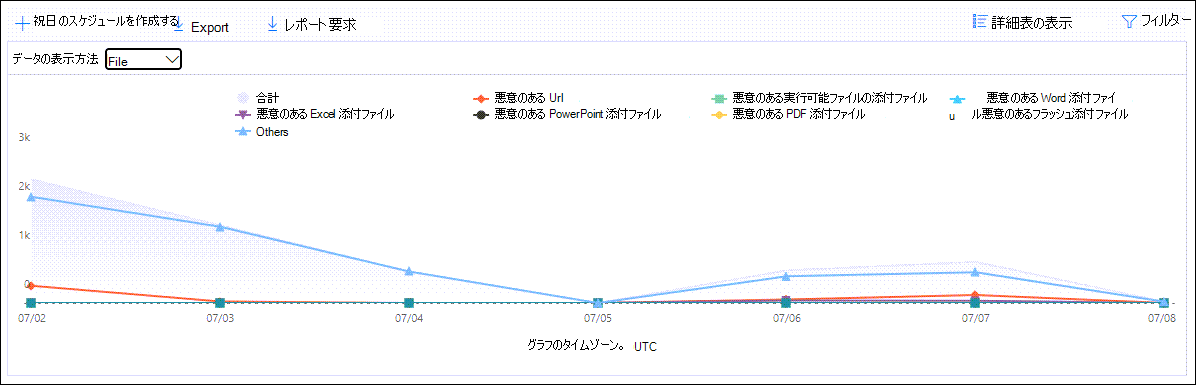 祝日のスケジュールを作成する Export レポート要求 詳細表の表示 フィルター
データの表示方法 File
合計 悪意のある Url 悪意のある実行可能ファイルの添付ファイル 悪意のある Word 添付ファイ
悪意のある Excel 添付ファイル 悪意のある PowerPoint 添付ファイル 悪意のある PDF 添付ファイル u ル悪意のあるフラッシュ添付ファイル
Others
3k
2k
1k
0
07/02 07/03 07/04 07/05 07/06 07/07 07/08
グラフのタイムゾーン。 UTC